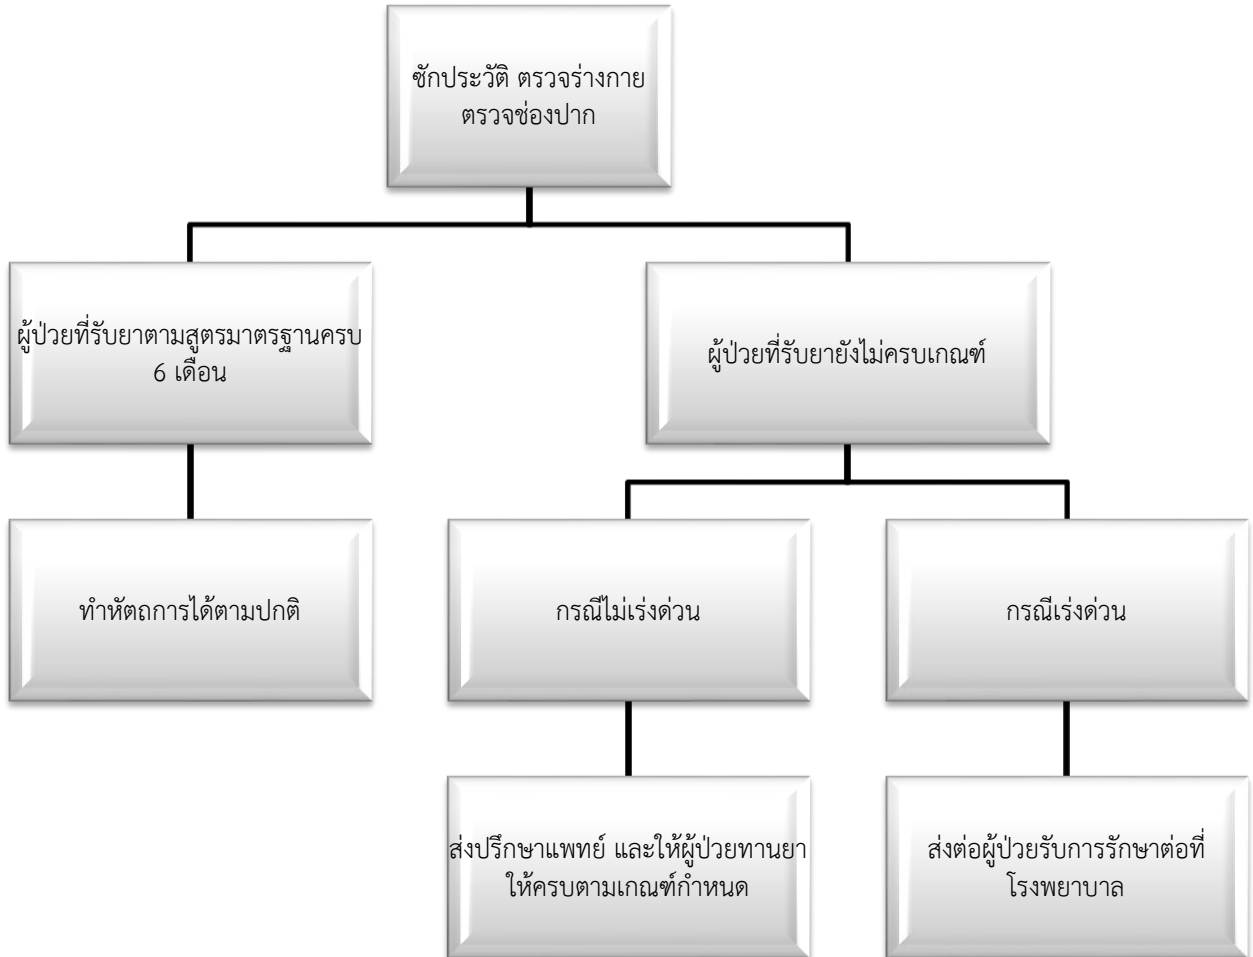 ซักประวัติ ตรวจร่างกาย
ตรวจช่องปาก
ผู้ป่วยที่รับยาตามสูตรมาตรฐานครบ
6 เดือน
ผู้ป่วยที่รับยายังไม่ครบเกณฑ์
ทำหัตถการได้ตามปกติ
กรณีไม่เร่งด่วน
กรณีเร่งด่วน
ส่งปรึกษาแพทย์ และให้ผู้ป่วยทานยา
ให้ครบตามเกณฑ์กำหนด
ส่งต่อผู้ป่วยรับการรักษาต่อที่
โรงพยาบาล